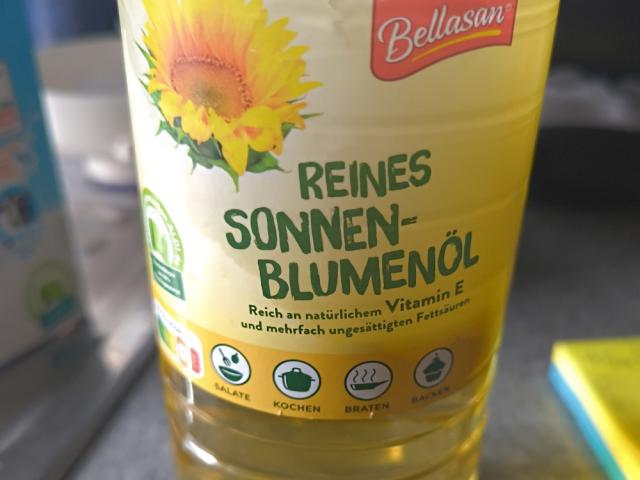 Bellasan
REINES
SONNEN-
BLUMENÖL
Reich an natürlichem Vitamin E
und mehrfach ungesättigten Fettsäuren
SALATE
KOCHEN
BRATEN
BACKEN